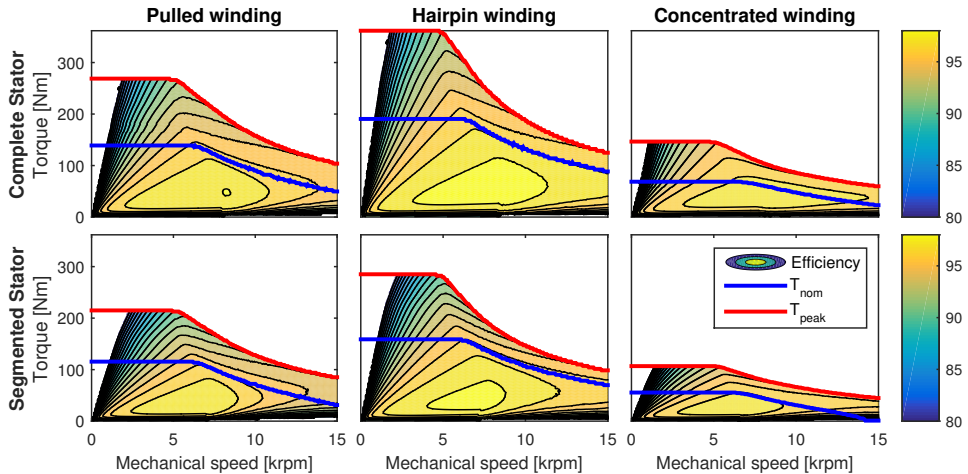 Pulled winding
Hairpin winding
Concentrated winding
Complete Stator
Torque [Nm]
300
200
100
0
95
90
85
80
Segmented Stator
Torque [Nm]
300
200
100
0
Efficiency
T_nom
T_peak
95
90
85
80
0 5 10 15
0 5 10 15
0 5 10 15
Mechanical speed [krpm]
Mechanical speed [krpm]
Mechanical speed [krpm]